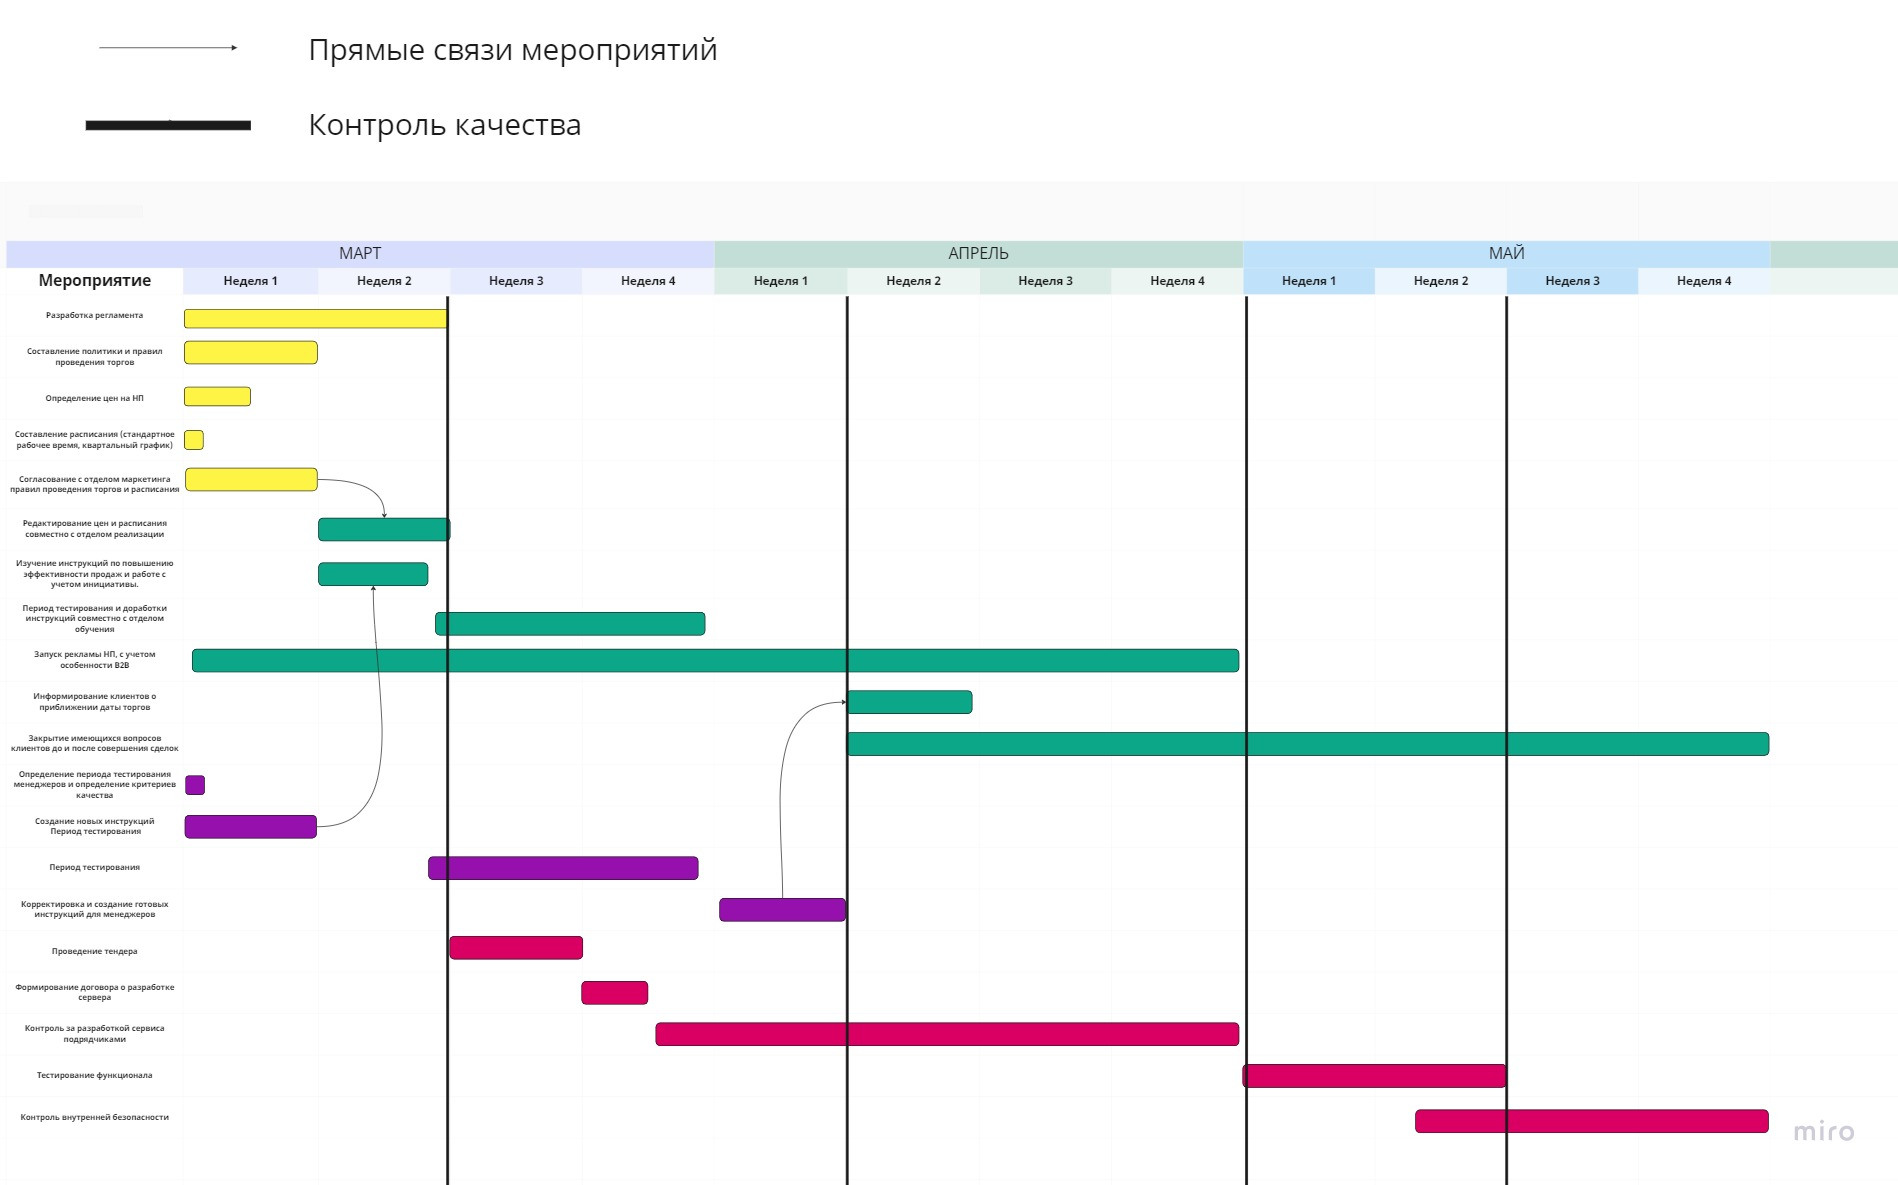 Прямые связи мероприятий
Контроль качества
МАРТ АПРЕЛЬ МАЙ
Мероприятие Неделя 1 Неделя 2 Неделя 3 Неделя 4 Неделя 1 Неделя 2 Неделя 3 Неделя 4 Неделя 1 Неделя 2 Неделя 3 Неделя 4
Разработка регламента
Составление политики и правил
проведения торгов
Определение цен на НП
Составление расписания (стандартное
рабочее время, квартальный график)
Согласование с отделом маркетинга
правил проведения торгов и расписания
Редактирование цен и расписания
совместно с отделом реализации
Изучение инструкций по повышению
эффективности продаж и работе с
учетом инициативы.
Период тестирования и доработки
инструкций совместно с отделом
обучения
Запуск рекламы НП, с учетом
особенности B2B
Информирование клиентов о
приближении даты торгов
Закрытие имеющихся вопросов
клиентов до и после совершения сделок
Определение периода тестирования
менеджеров и определение критериев
качества
Создание новых инструкций
Период тестирования
Период тестирования
Корректировка и создание готовых
инструкций для менеджеров
Проведение тендера
Формирование договора о разработке
сервера
Контроль за разработкой сервиса
подрядчиками
Тестирование функционала
Контроль внутренней безопасности
miro